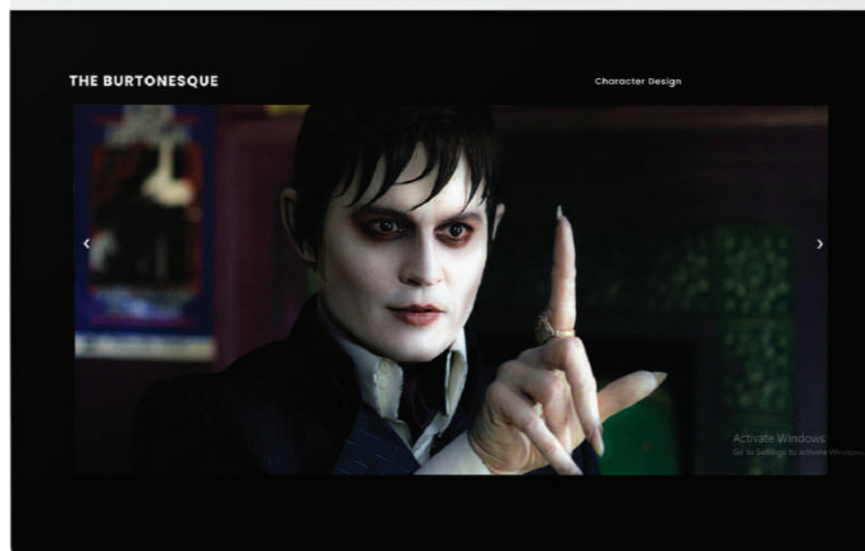 THE BURTONESQUE
Character Design
Activate Windows
Go to Settings to activate Windows.